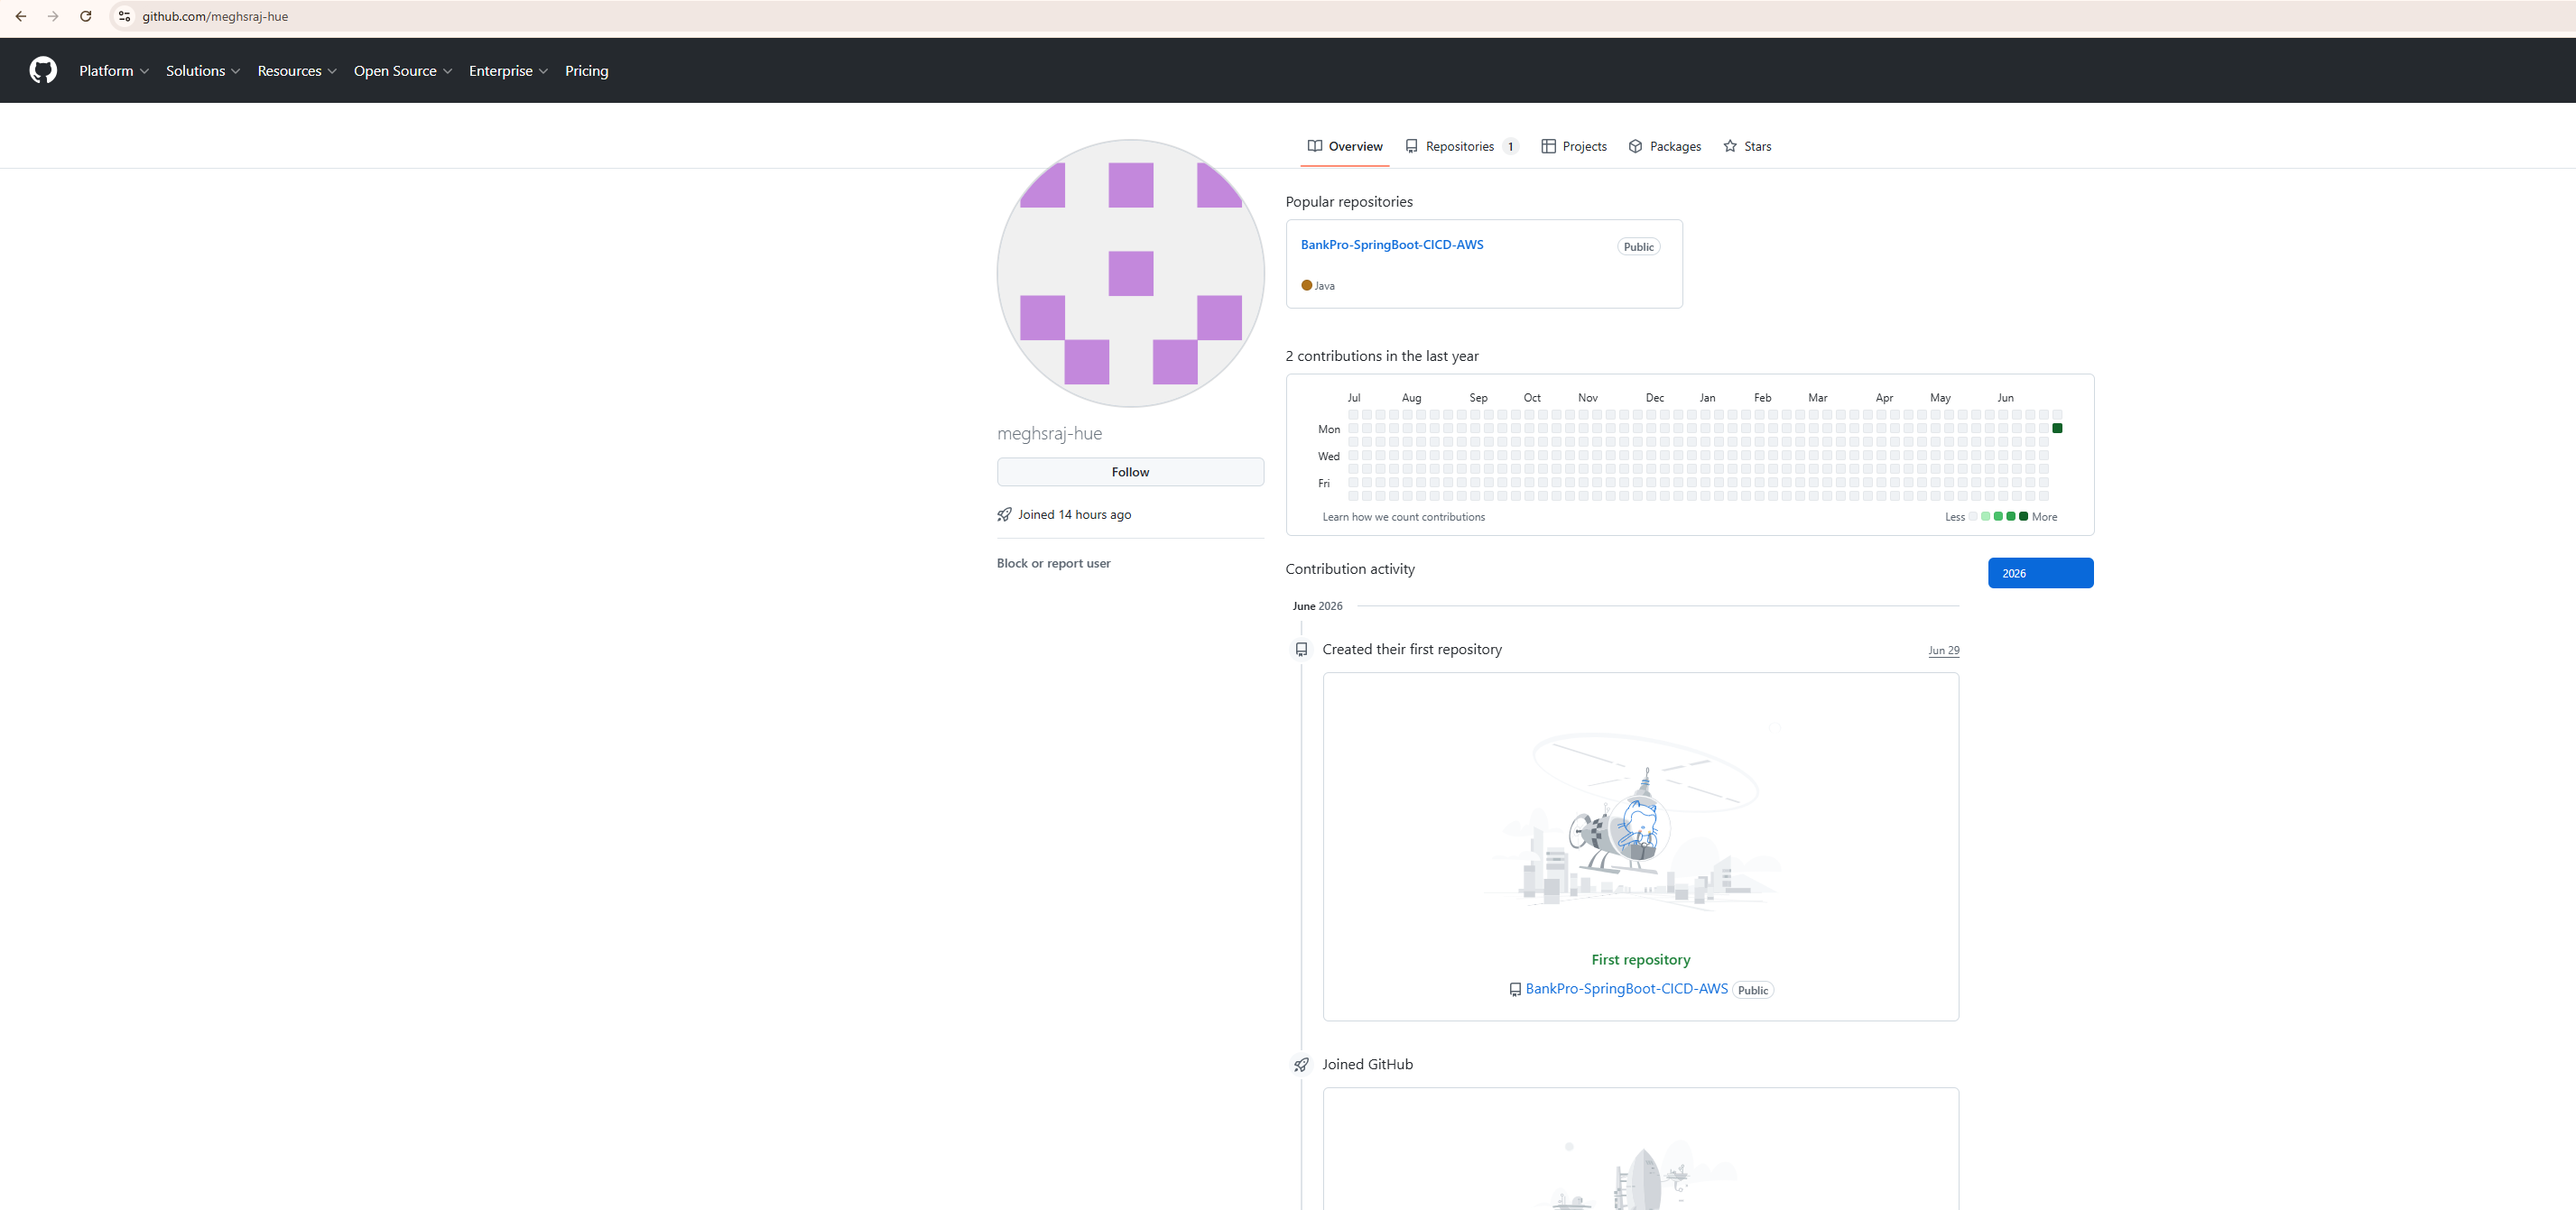 github.com/meghsraj-hue
Platform Solutions Resources Open Source Enterprise Pricing
Overview Repositories 1 Projects Packages Stars
meghsraj-hue
Follow
Joined 14 hours ago
Block or report user
Popular repositories
BankPro-SpringBoot-CICD-AWS Public
Java
2 contributions in the last year
Jul Aug Sep Oct Nov Dec Jan Feb Mar Apr May Jun
Mon
Wed
Fri
Learn how we count contributions Less More
Contribution activity
2026
June 2026
Created their first repository Jun 29
First repository
BankPro-SpringBoot-CICD-AWS Public
Joined GitHub